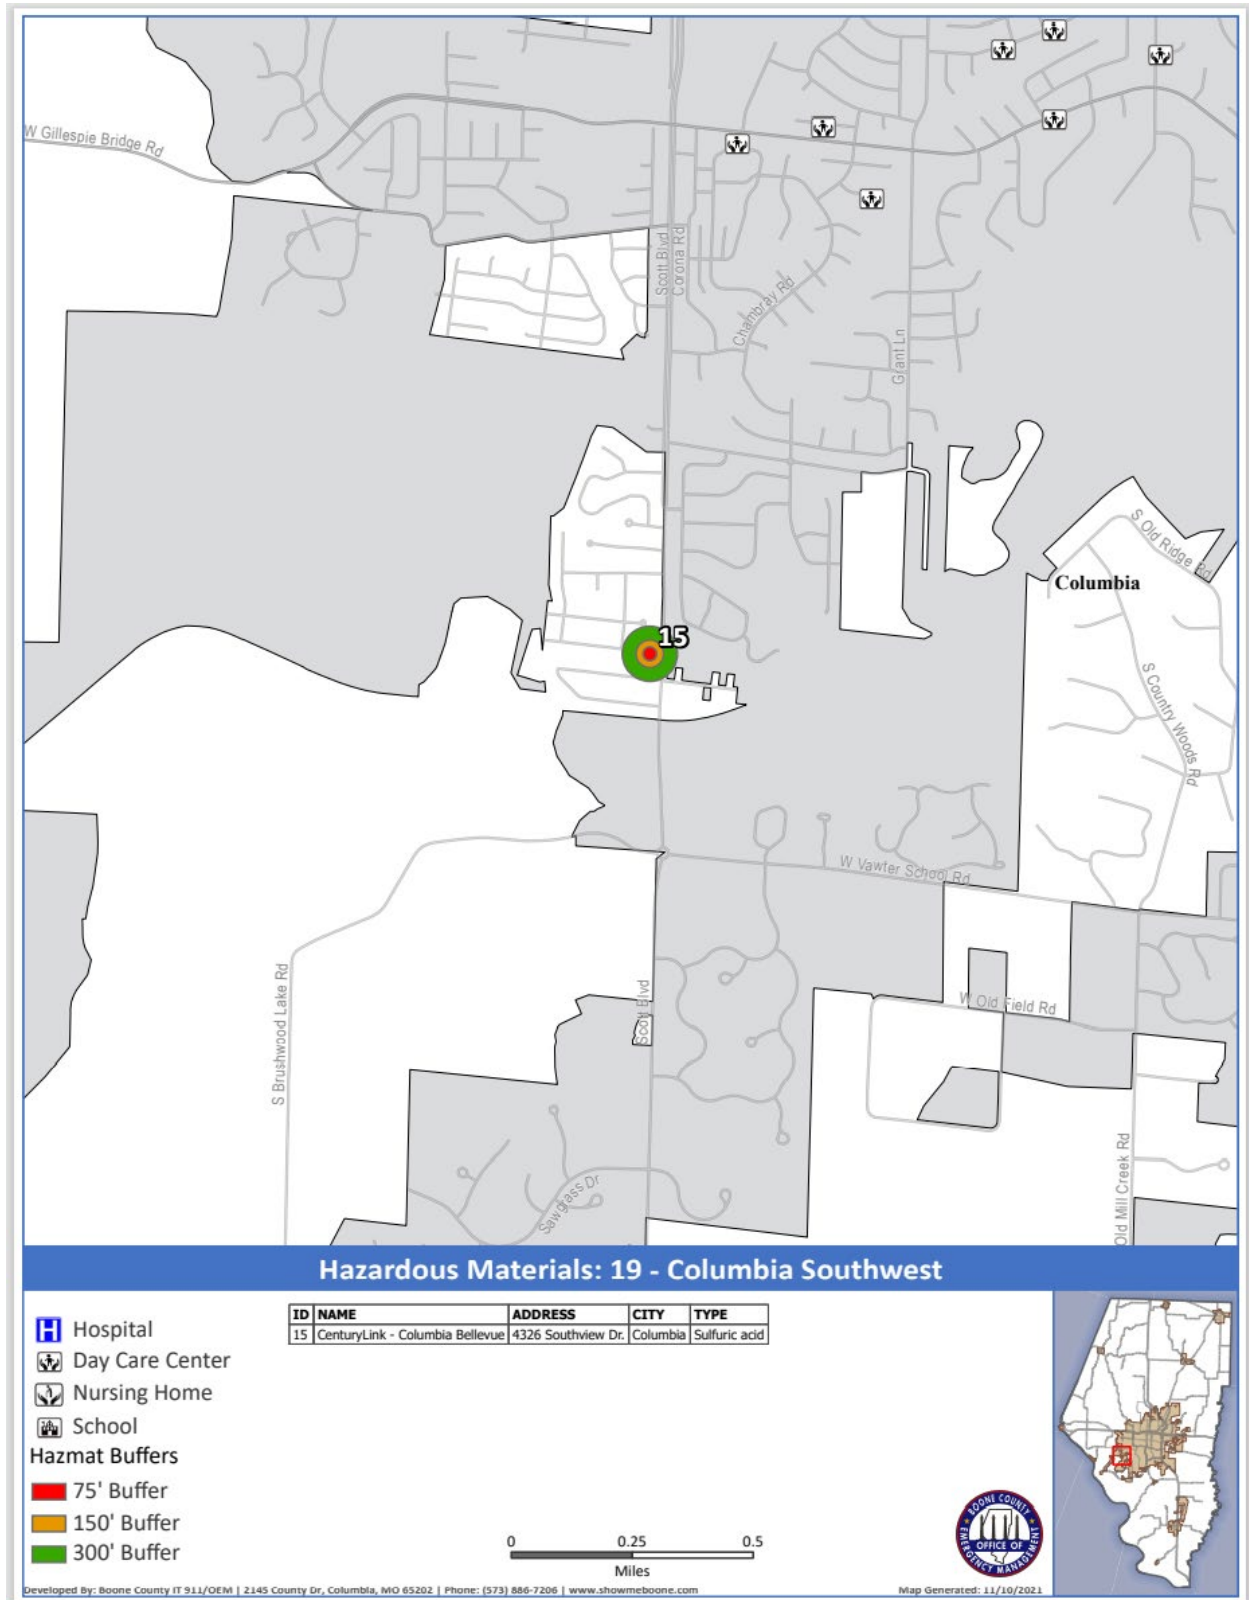 W Gillespie Bridge Rd
Scott Blvd
Corona Rd
Chambray Rd
Grant Ln
S Old Ridge Rd
Columbia
15
S Country Woods Rd
W Vawter School Rd
S Brushwood Lake Rd
Scott Blvd
W Old Field Rd
Old Mill Creek Rd
Sawgrass Dr
Hazardous Materials: 19 - Columbia Southwest
H Hospital
Day Care Center
Nursing Home
School
Hazmat Buffers
75' Buffer
150' Buffer
300' Buffer
ID NAME ADDRESS CITY TYPE
15 CenturyLink - Columbia Bellevue 4326 Southview Dr. Columbia Sulfuric acid
0 0.25 0.5
Miles
BOONE COUNTY
OFFICE OF
EMERGENCY MANAGEMENT
Developed By: Boone County IT 911/OEM | 2145 County Dr, Columbia, MO 65202 | Phone: (573) 886-7206 | www.showmeboone.com
Map Generated: 11/10/2021